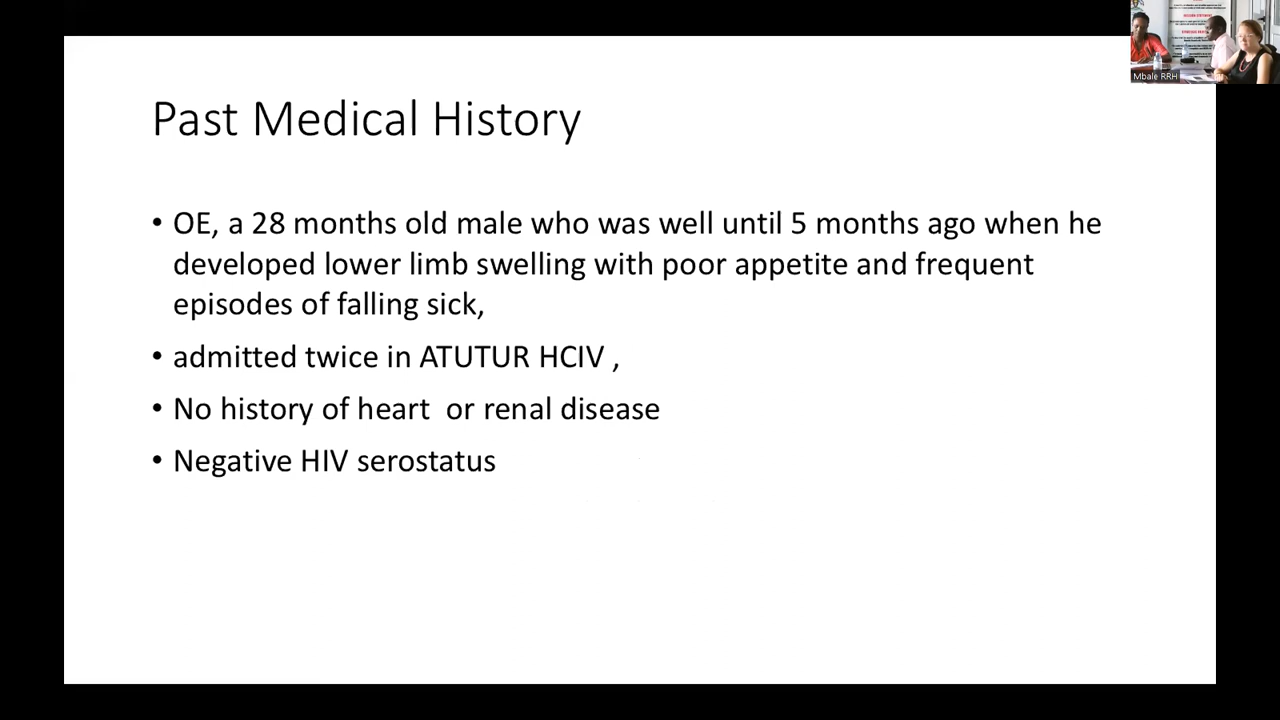 Past Medical History
• OE, a 28 months old male who was well until 5 months ago when he
developed lower limb swelling with poor appetite and frequent
episodes of falling sick,
• admitted twice in ATUTUR HCIV ,
• No history of heart  or renal disease
• Negative HIV serostatus
Mbale RRH